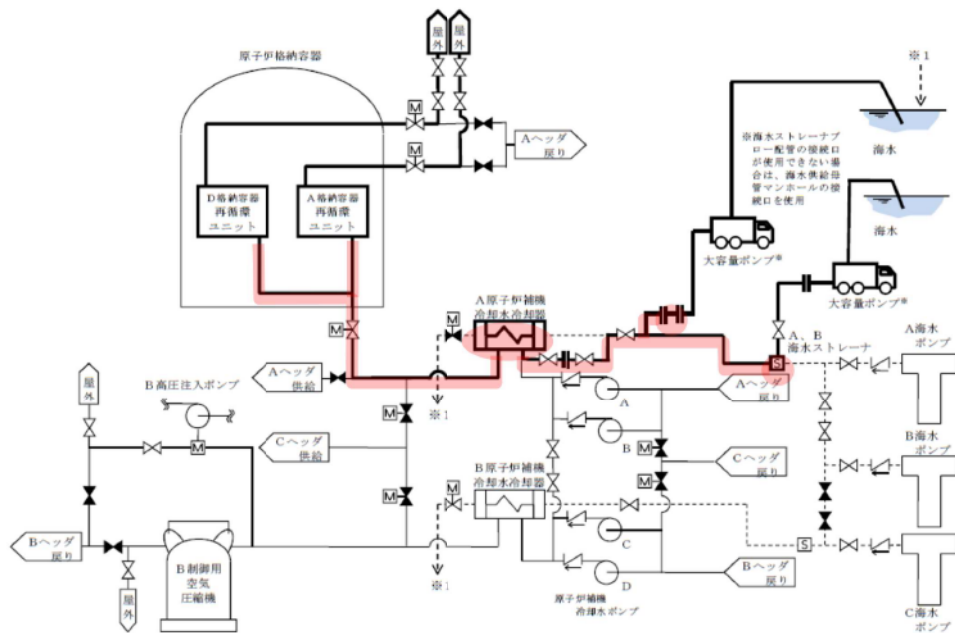 屋外
屋外
原子炉格納容器
M
M
Aヘッダ
戻り
※1
海水
※海水ストレーナブ
ロー配管の接続口
が使用できない場
合は、海水供給母
管マンホールの接
続口を使用
海水
D格納容器
再循環
ユニット
A格納容器
再循環
ユニット
大容量ポンプ※
大容量ポンプ※
A原子炉補機
冷却水冷却器
M
M
A、B
海水ストレーナ
S
A海水
ポンプ
Aヘッダ
供給
※1
A
Aヘッダ
戻り
B高圧注入ポンプ
屋外
M
M
Cヘッダ
供給
B
M
Cヘッダ
戻り
B海水
ポンプ
M
B原子炉補機
冷却水冷却器
M
M
C
S
Bヘッダ
戻り
B制御用
空気
圧縮機
屋外
※1
D
Bヘッダ
戻り
原子炉補機
冷却水ポンプ
C海水
ポンプ